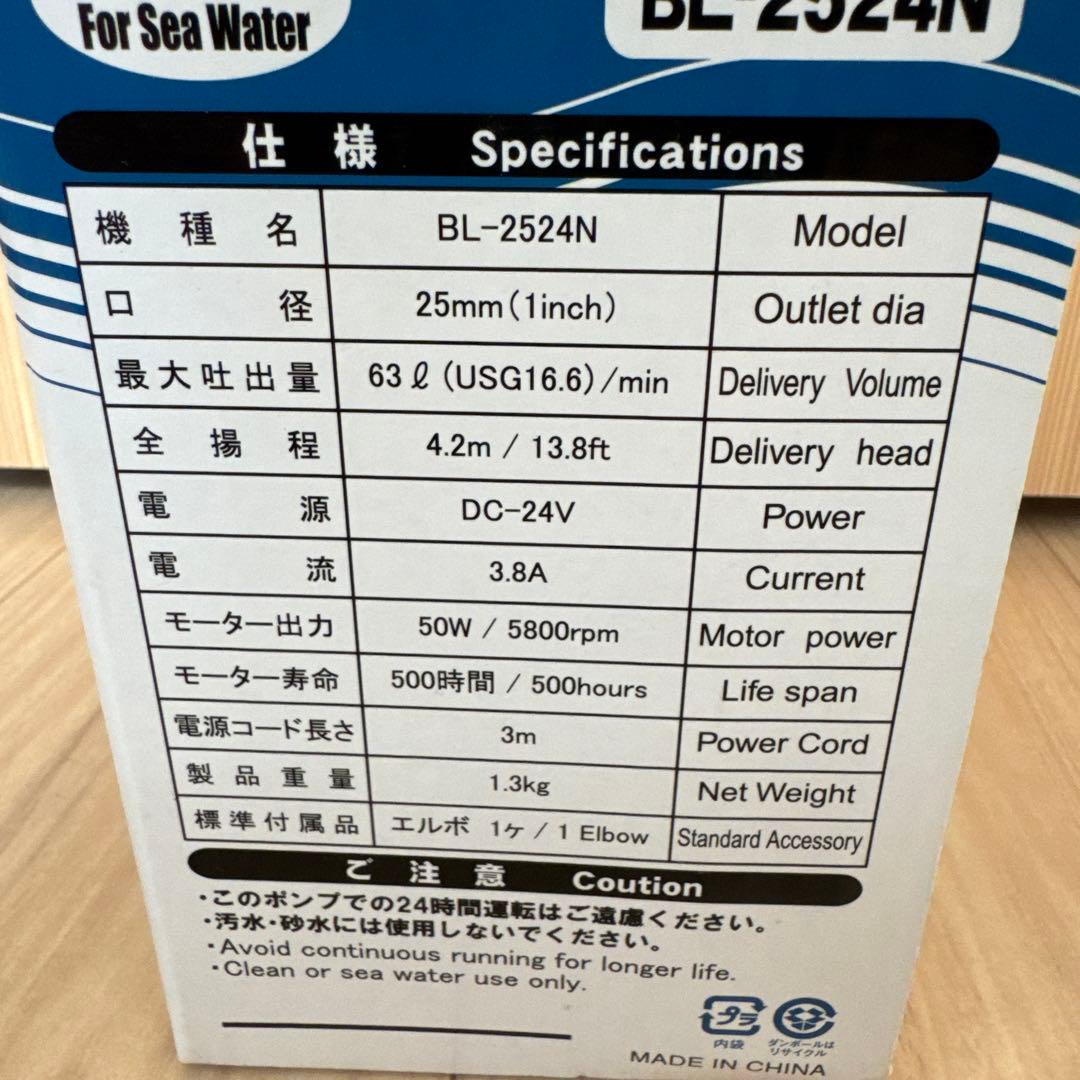 For Sea Water
BL-2524N
仕様 Specifications
機種名 BL-2524N Model
口径 25mm(1inch) Outlet dia
最大吐出量 63ℓ (USG16.6)/min Delivery Volume
全揚程 4.2m / 13.8ft Delivery head
電源 DC-24V Power
電流 3.8A Current
モーター出力 50W / 5800rpm Motor power
モーター寿命 500時間 / 500hours Life span
電源コード長さ 3m Power Cord
製品重量 1.3kg Net Weight
標準付属品 エルボ 1ケ / 1 Elbow Standard Accessory
ご注意 Coution
・このポンプでの24時間運転はご遠慮ください。
・汚水・砂水には使用しないでください。
・Avoid continuous running for longer life.
・Clean or sea water use only.
プラ
内袋
ダンボールは
リサイクル
MADE IN CHINA